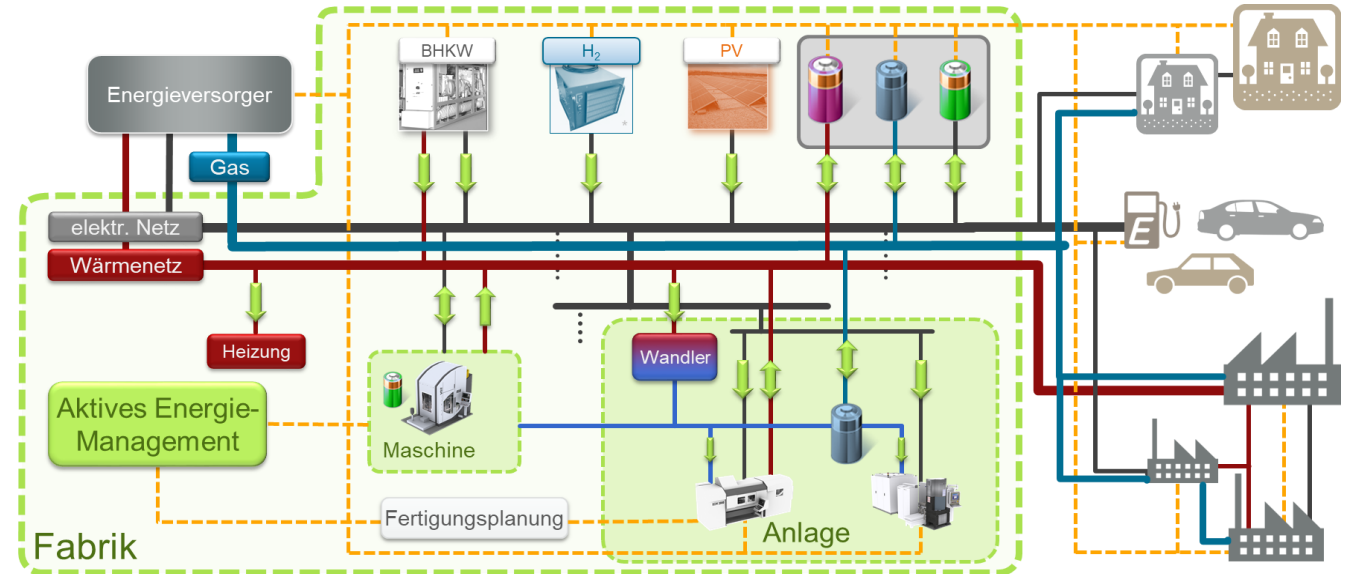 BHKW
H₂
PV
Energieversorger
*
Gas
elektr. Netz
Wärmenetz
E
Heizung
Wandler
Aktives Energie-
Management
Maschine
Fertigungsplanung
Anlage
Fabrik